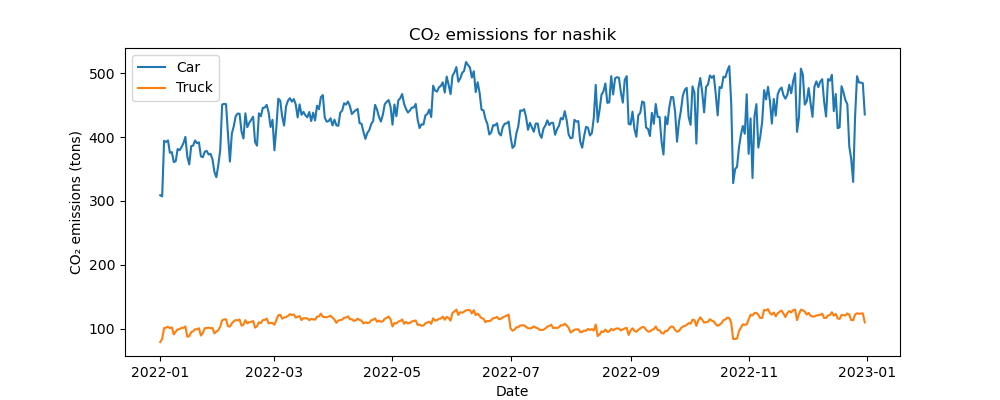 CO₂ emissions for nashik
Car
Truck
CO₂ emissions (tons)
500
400
300
200
100
2022-01 2022-03 2022-05 2022-07 2022-09 2022-11 2023-01
Date